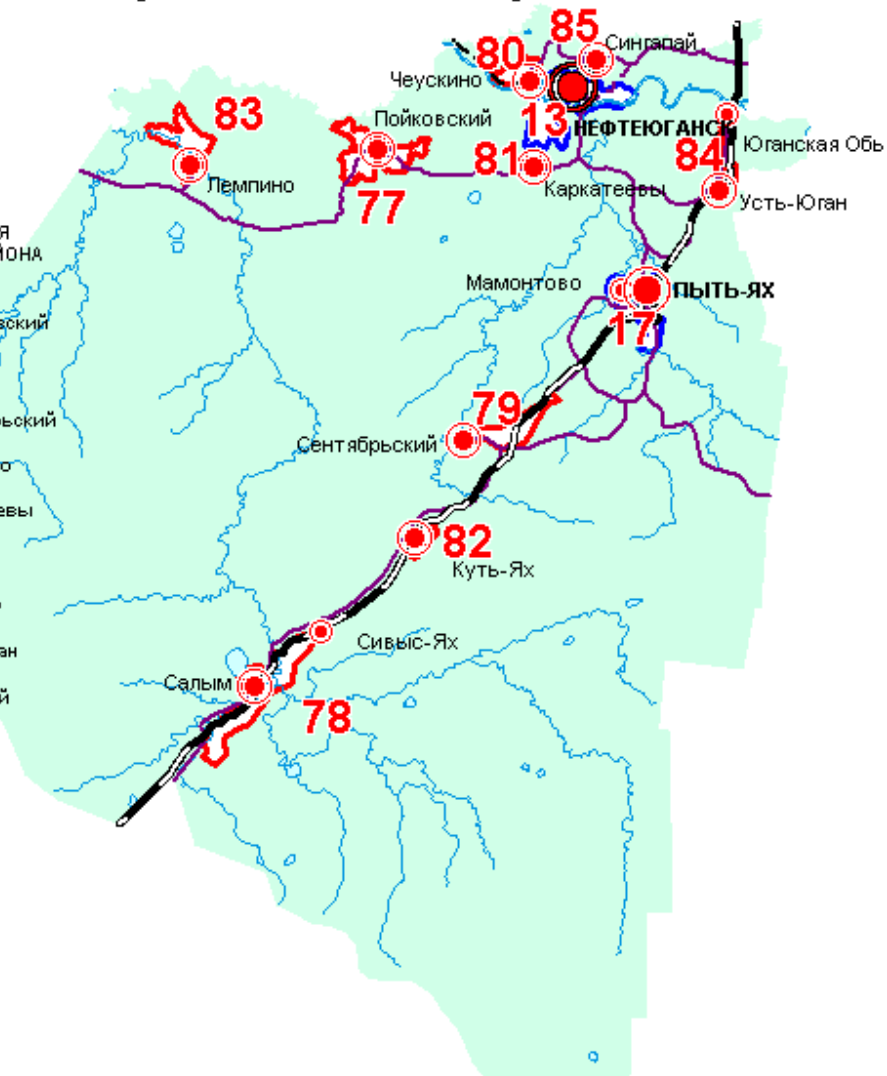 85
Сингапай
80
Чеускино
83
Пойковский
13
НЕФТЕЮГАНСК
Юганская Обь
81
84
Лемпино
Каркатеевы
77
Усть-Юган
Мамонтово
ПЫТЬ-ЯХ
17
79
Сентябрьский
82
Куть-Ях
Сивыс-Ях
Салым
78